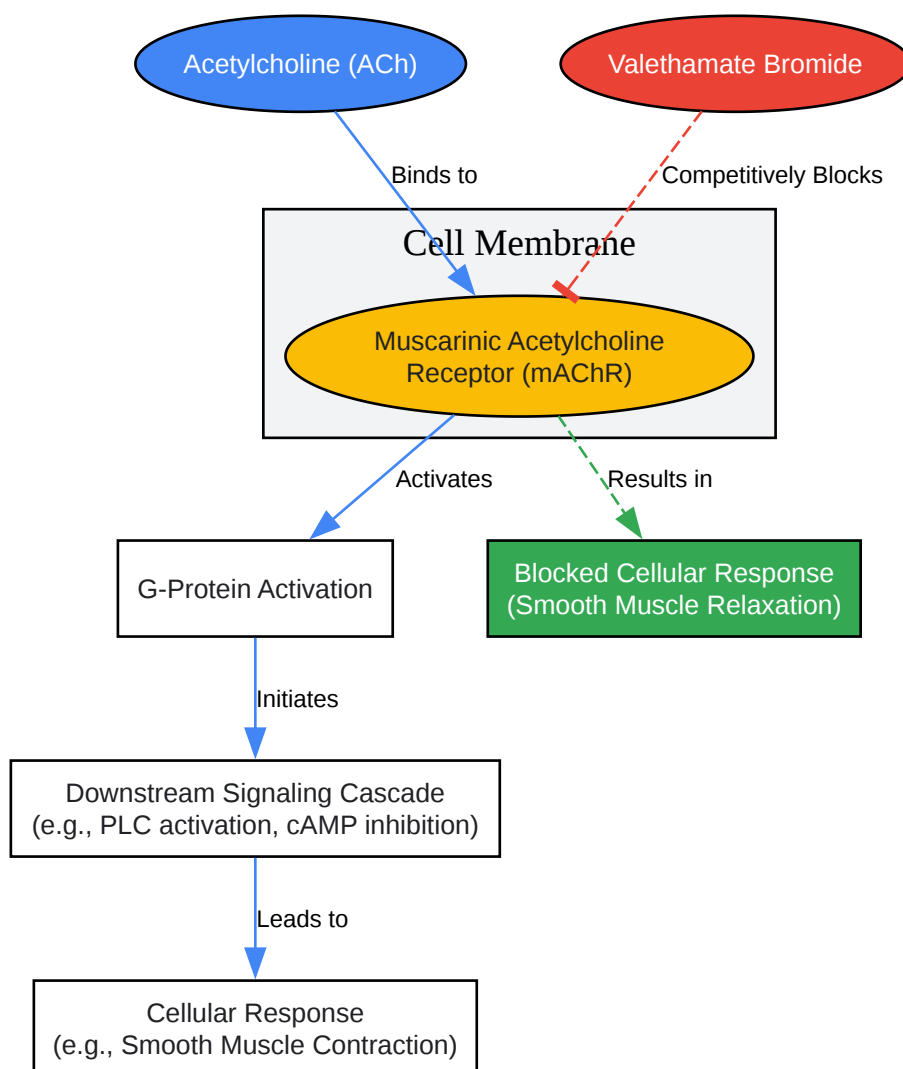 Acetylcholine (ACh)
Valethamate Bromide
Binds to
Competitively Blocks
Cell Membrane
Muscarinic Acetylcholine
Receptor (mAChR)
Activates
Results in
G-Protein Activation
Blocked Cellular Response
(Smooth Muscle Relaxation)
Initiates
Downstream Signaling Cascade
(e.g., PLC activation, cAMP inhibition)
Leads to
Cellular Response
(e.g., Smooth Muscle Contraction)